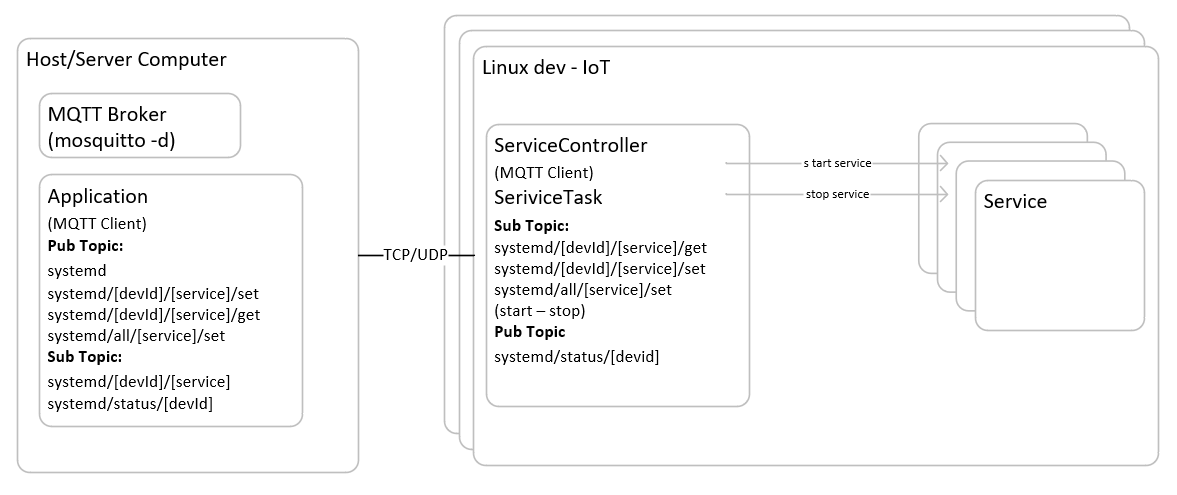 Host/Server Computer
MQTT Broker
(mosquitto -d)
Application
(MQTT Client)
Pub Topic:
systemd
systemd/[devId]/[service]/set
systemd/[devId]/[service]/get
systemd/all/[service]/set
Sub Topic:
systemd/[devId]/[service]
systemd/status/[devId]
TCP/UDP
Linux dev - IoT
ServiceController
(MQTT Client)
SeriviceTask
Sub Topic:
systemd/[devId]/[service]/get
systemd/[devId]/[service]/set
systemd/all/[service]/set
(start – stop)
Pub Topic
systemd/status/[devid]
s tart service
stop service
Service